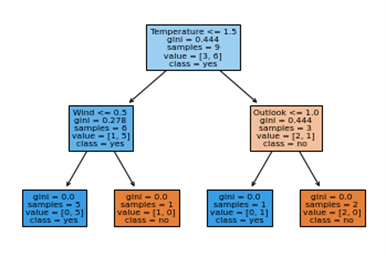 Temperature <= 1.5
gini = 0.444
samples = 9
value = [3, 6]
class = yes
Wind <= 0.5
gini = 0.278
samples = 6
value = [1, 5]
class = yes
Outlook <= 1.0
gini = 0.444
samples = 3
value = [2, 1]
class = no
gini = 0.0
samples = 5
value = [0, 5]
class = yes
gini = 0.0
samples = 1
value = [1, 0]
class = no
gini = 0.0
samples = 1
value = [0, 1]
class = yes
gini = 0.0
samples = 2
value = [2, 0]
class = no